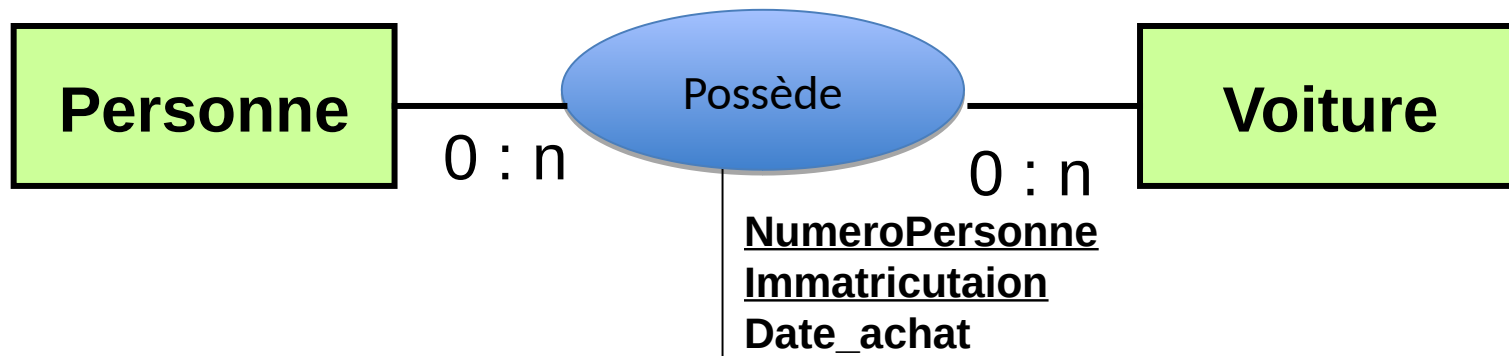 Personne
Possède
Voiture
0 : n
0 : n
NumeroPersonne
Immatricutaion
Date_achat